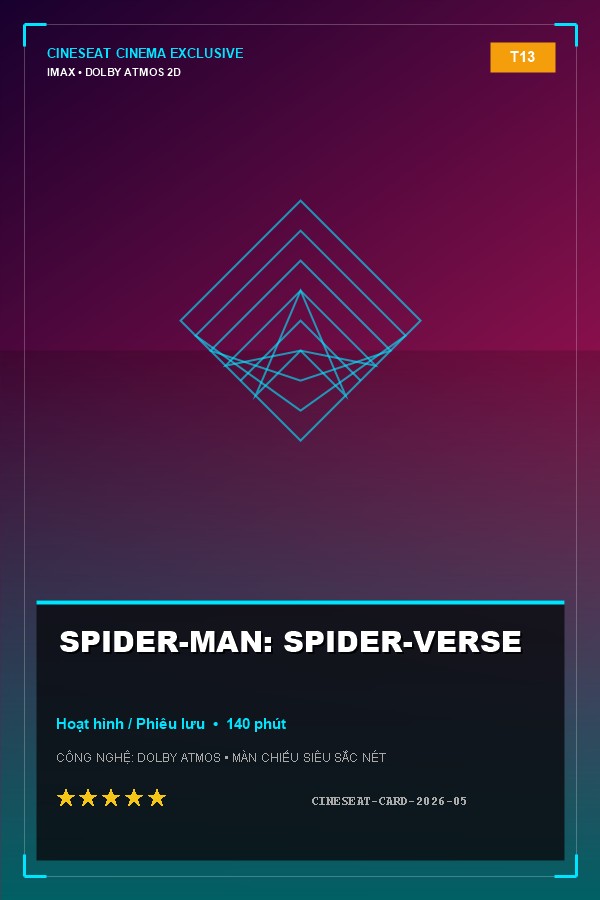 CINESEAT CINEMA EXCLUSIVE
IMAX • DOLBY ATMOS 2D
T13
SPIDER-MAN: SPIDER-VERSE
Hoạt hình / Phiêu lưu • 140 phút
CÔNG NGHỆ: DOLBY ATMOS • MÀN CHIẾU SIÊU SẮC NÉT
CINESEAT-CARD-2026-05